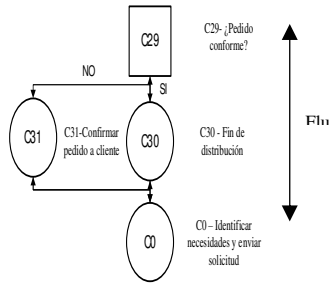 C29
C29- ¿Pedido
conforme?
NO
SI
C31
C31-Confirmar
pedido a cliente
C30
C30 - Fin de
distribución
C0
C0 – Identificar
necesidades y enviar
solicitud